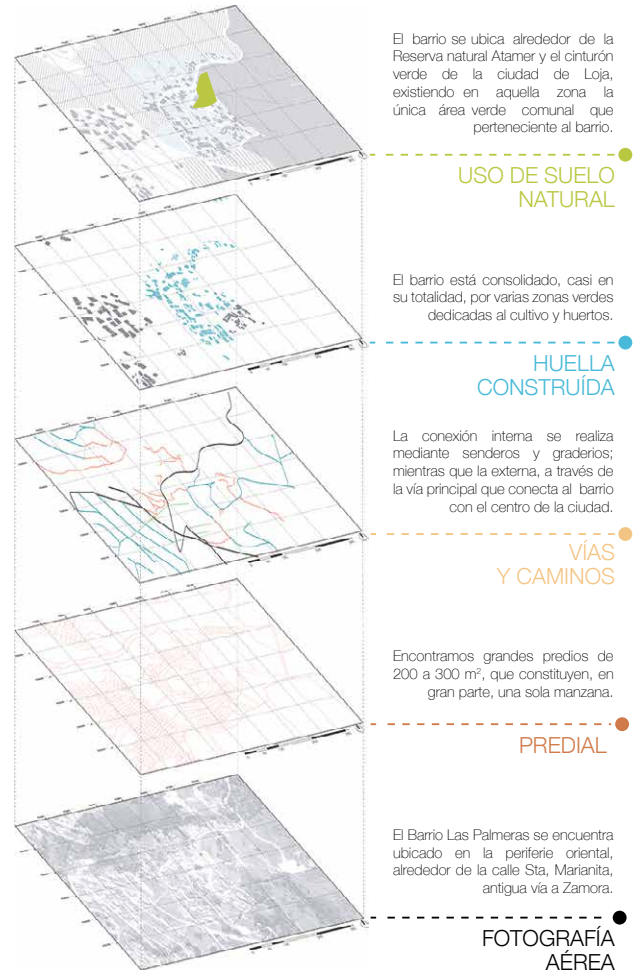 El barrio se ubica alrededor de la
Reserva natural Atamer y el cinturón
verde de la ciudad de Loja,
existiendo en aquella zona la
única área verde comunal que
perteneciente al barrio.
USO DE SUELO
NATURAL
El barrio está consolidado, casi en
su totalidad, por varias zonas verdes
dedicadas al cultivo y huertos.
HUELLA
CONSTRUÍDA
La conexión interna se realiza
mediante senderos y graderios;
mientras que la externa, a través de
la vía principal que conecta al barrio
con el centro de la ciudad.
VÍAS
Y CAMINOS
Encontramos grandes predios de
200 a 300 m², que constituyen, en
gran parte, una sola manzana.
PREDIAL
El Barrio Las Palmeras se encuentra
ubicado en la periferie oriental,
alrededor de la calle Sta, Marianita,
antigua vía a Zamora.
FOTOGRAFÍA
AÉREA